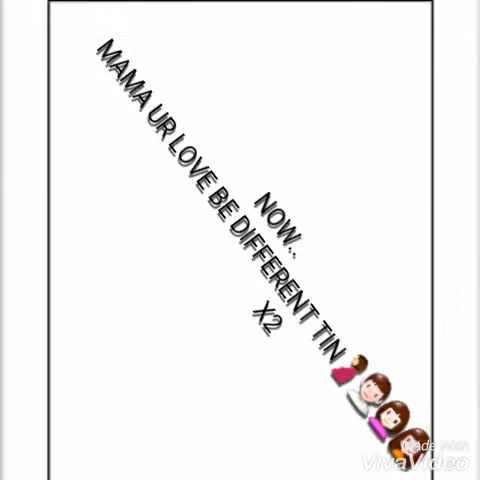 NOW..
MAMA UR LOVE BE DIFFERENT TIN
X2
Made With
VivaVideo